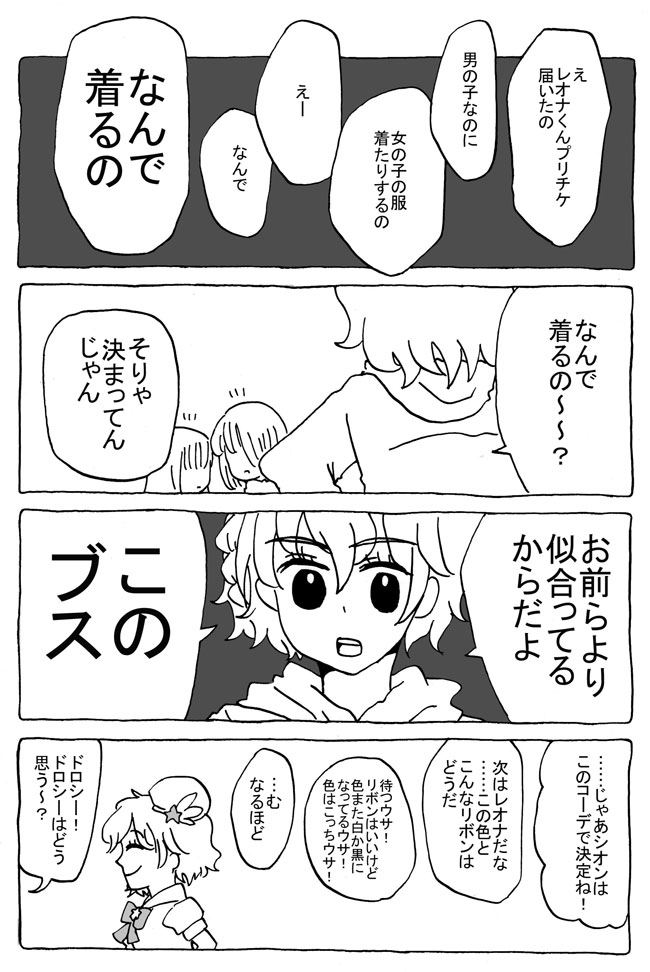 え
レオナくんプリチケ
届いたの
男の子なのに
女の子の服
着たりするの
えー
なんで
なんで
着るの
なんで
着るの～～？
そりゃ
決まってん
じゃん
お前らより
似合ってる
からだよ
この
ブス
……じゃあシオンは
このコーデで決定ね！
次はレオナだな
……この色と
こんなリボンは
どうだ
待つウサ！
リボンはいいけど
色また白か黒に
なってるウサ！
色はこっちウサ！
…む
なるほど
ドロシー！
ドロシーはどう
思う～？